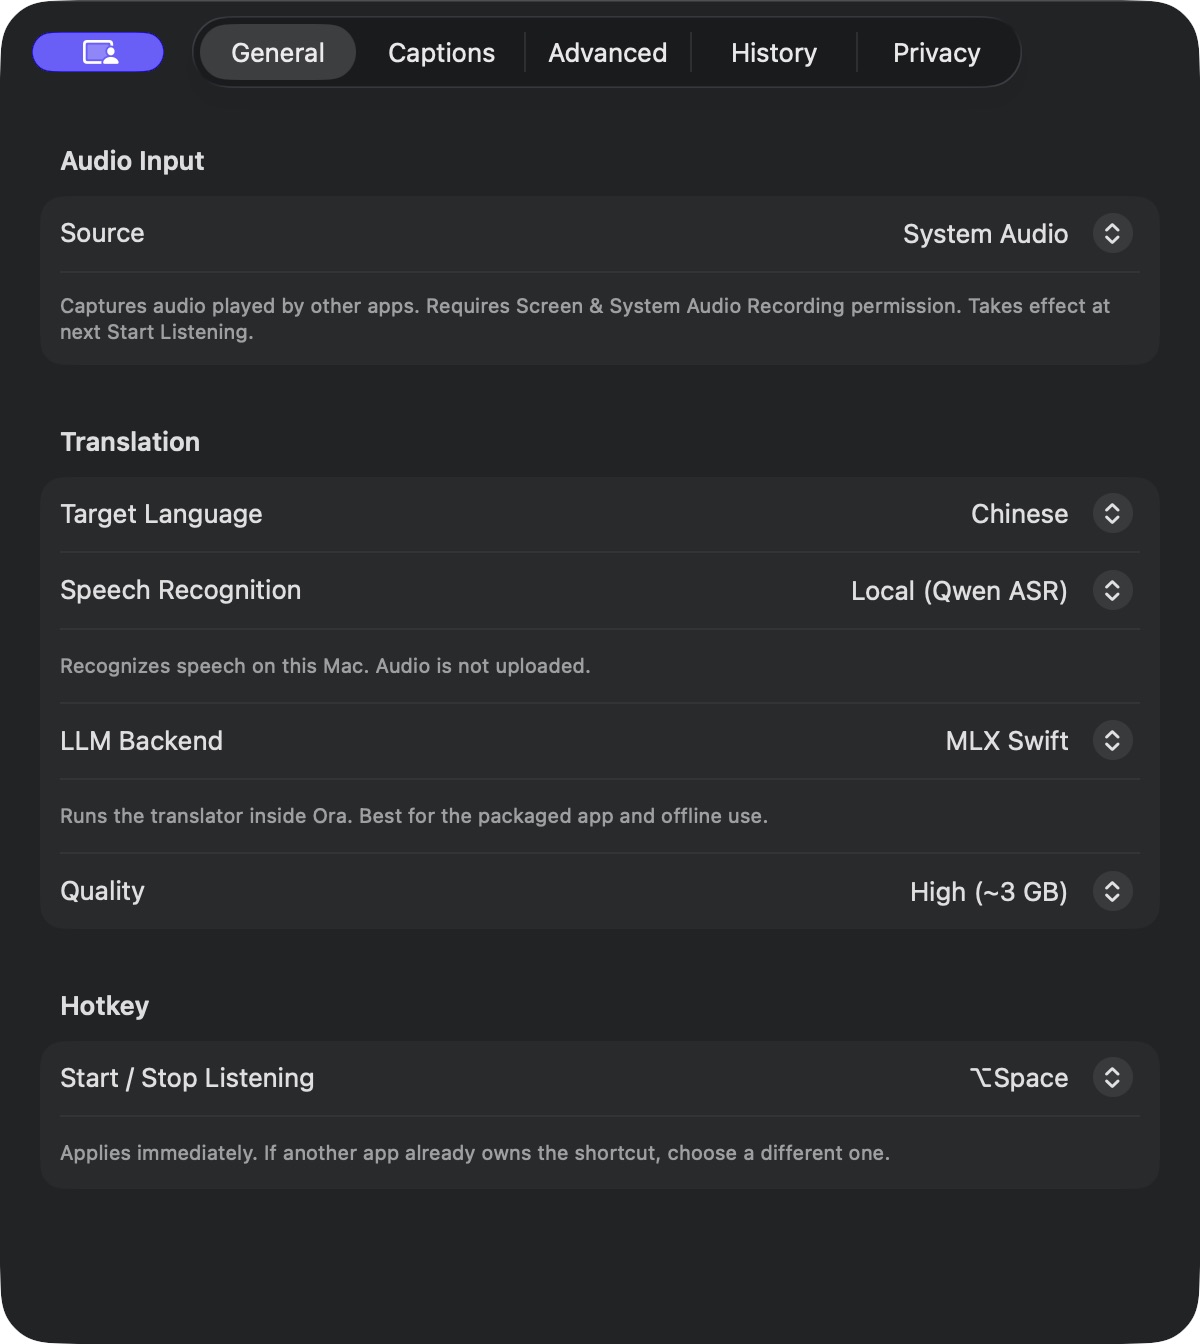 General Captions Advanced History Privacy
Audio Input
Source System Audio
Captures audio played by other apps. Requires Screen & System Audio Recording permission. Takes effect at
next Start Listening.
Translation
Target Language Chinese
Speech Recognition Local (Qwen ASR)
Recognizes speech on this Mac. Audio is not uploaded.
LLM Backend MLX Swift
Runs the translator inside Ora. Best for the packaged app and offline use.
Quality High (~3 GB)
Hotkey
Start / Stop Listening ⌥Space
Applies immediately. If another app already owns the shortcut, choose a different one.